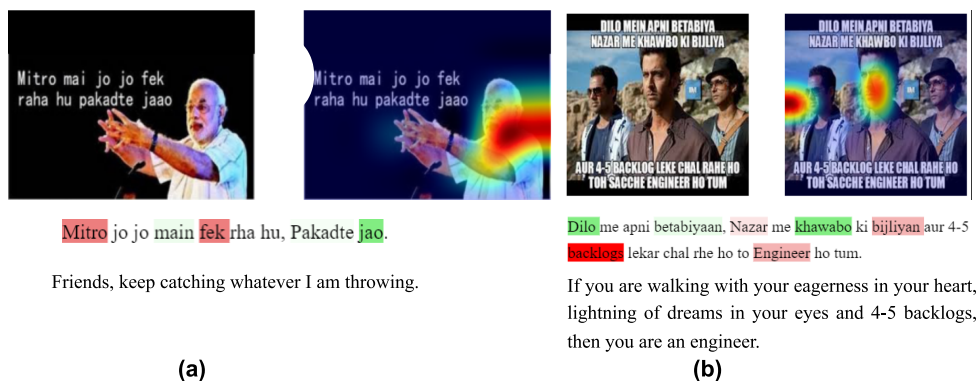 Mitro mai jo jo fek
raha hu pakadte jaao
Mitro mai jo jo fek
raha hu pakadte jaao
Mitro jo jo main fek rha hu, Pakadte jao.
Friends, keep catching whatever I am throwing.
(a)
DILO MEIN APNI BETABIYA
NAZAR ME KHAWBO KI BIJLIYA
AUR 4-5 BACKLOG LEKE CHAL RAHE HO
TOH SACCHE ENGINEER HO TUM
DILO MEIN APNI BETABIYA
NAZAR ME KHAWBO KI BIJLIYA
AUR 4-5 BACKLOG LEKE CHAL RAHE HO
TOH SACCHE ENGINEER HO TUM
Dilo me apni betabiyaan, Nazar me khawabo ki bijliyan aur 4-5
backlogs lekar chal rhe ho to Engineer ho tum.
If you are walking with your eagerness in your heart,
lightning of dreams in your eyes and 4-5 backlogs,
then you are an engineer.
(b)